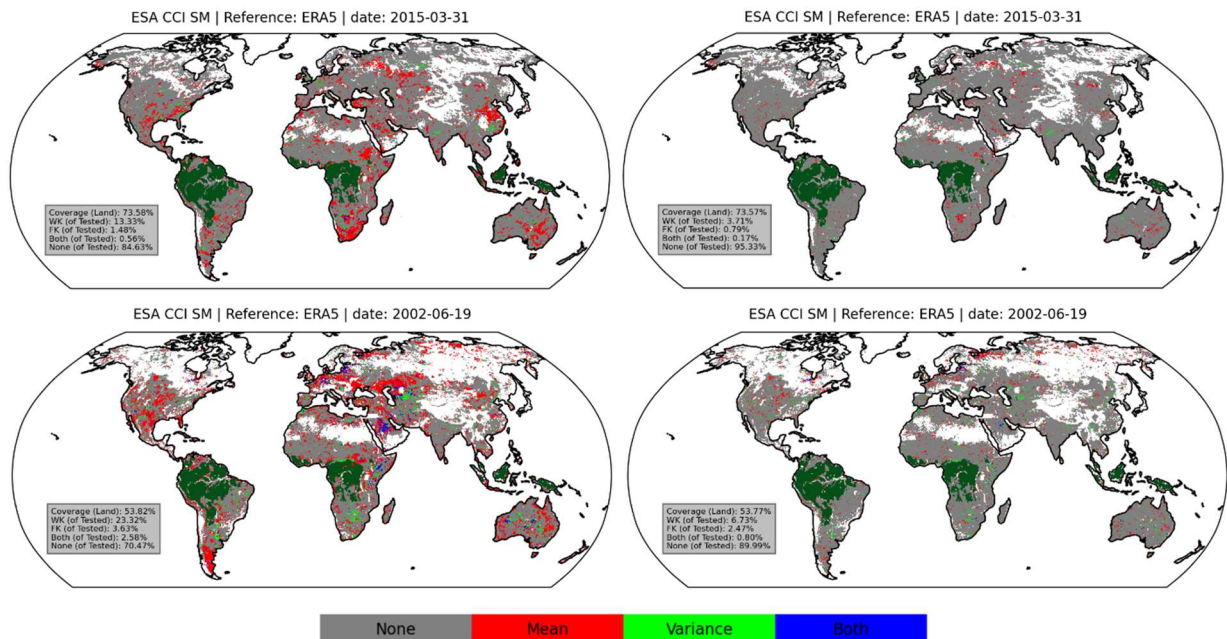 ESA CCI SM | Reference: ERA5 | date: 2015-03-31
Coverage (Land): 73.58%
WK (of Tested): 13.33%
FK (of Tested): 1.48%
Both (of Tested): 0.56%
None (of Tested): 84.63%
ESA CCI SM | Reference: ERA5 | date: 2015-03-31
Coverage (Land): 73.57%
WK (of Tested): 3.71%
FK (of Tested): 0.79%
Both (of Tested): 0.17%
None (of Tested): 95.33%
ESA CCI SM | Reference: ERA5 | date: 2002-06-19
Coverage (Land): 53.82%
WK (of Tested): 23.32%
FK (of Tested): 3.63%
Both (of Tested): 2.58%
None (of Tested): 70.47%
ESA CCI SM | Reference: ERA5 | date: 2002-06-19
Coverage (Land): 53.77%
WK (of Tested): 6.73%
FK (of Tested): 2.47%
Both (of Tested): 0.80%
None (of Tested): 89.99%
None Mean Variance Both